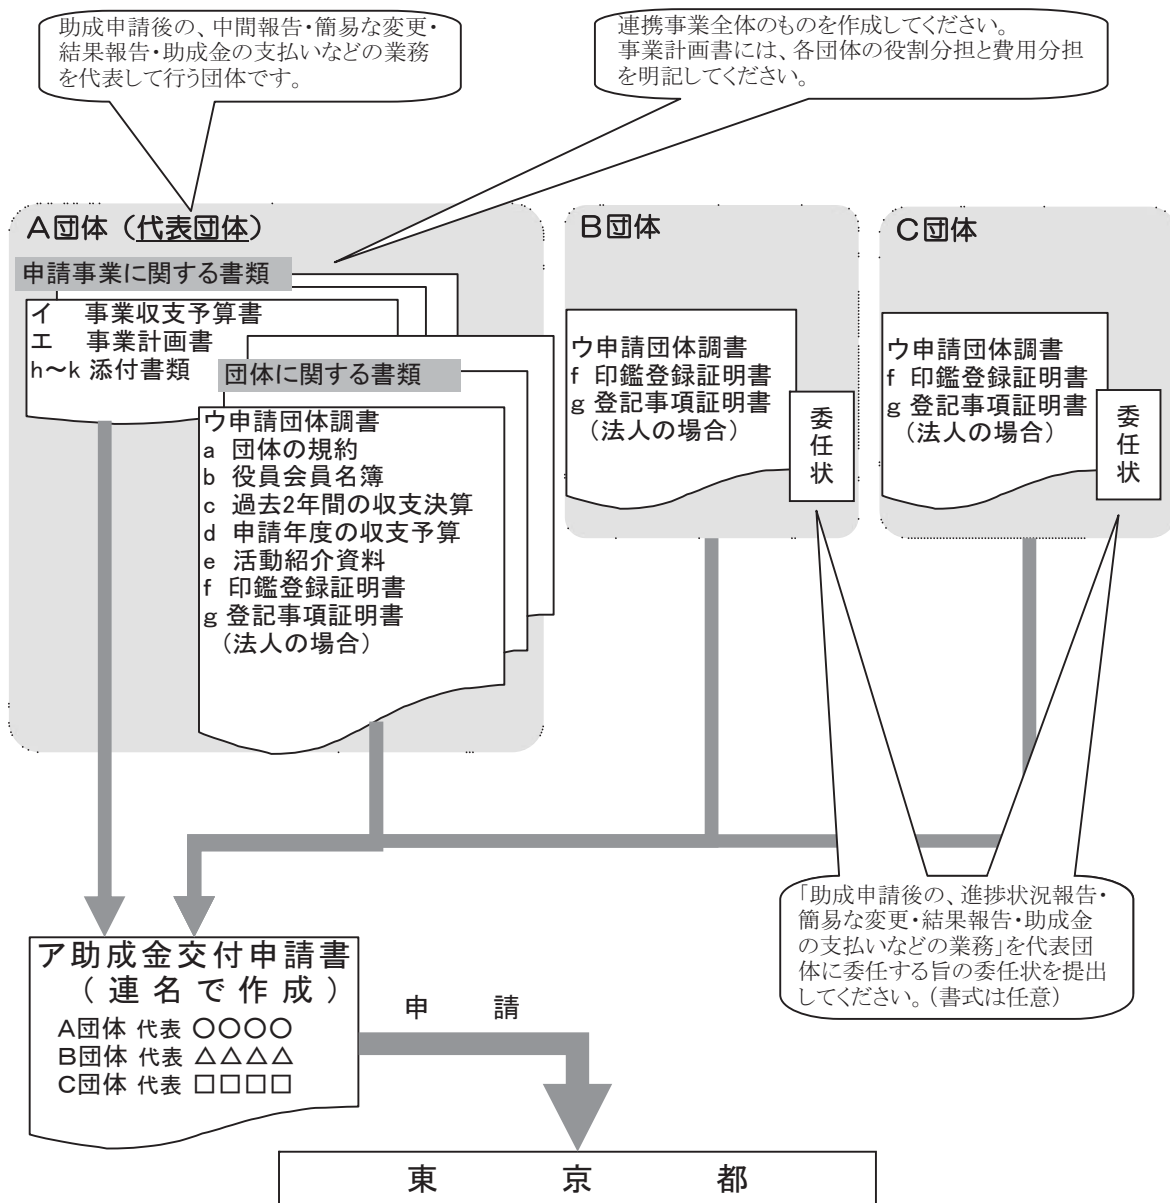 助成申請後の、中間報告・簡易な変更・
結果報告・助成金の支払いなどの業務
を代表して行う団体です。
連携事業全体のものを作成してください。
事業計画書には、各団体の役割分担と費用分担
を明記してください。
A団体（代表団体）
申請事業に関する書類
イ 事業収支予算書
エ 事業計画書
h～k 添付書類
団体に関する書類
ウ申請団体調書
a 団体の規約
b 役員会員名簿
c 過去2年間の収支決算
d 申請年度の収支予算
e 活動紹介資料
f 印鑑登録証明書
g 登記事項証明書
（法人の場合）
B団体
ウ申請団体調書
f 印鑑登録証明書
g 登記事項証明書
（法人の場合）
委任状
C団体
ウ申請団体調書
f 印鑑登録証明書
g 登記事項証明書
（法人の場合）
委任状
「助成申請後の、進捗状況報告・
簡易な変更・結果報告・助成金
の支払いなどの業務」を代表団
体に委任する旨の委任状を提出
してください。（書式は任意）
ア助成金交付申請書
（連名で作成）
A団体 代表 〇〇〇〇
B団体 代表 △△△△
C団体 代表 □□□□
申 請
東 京 都